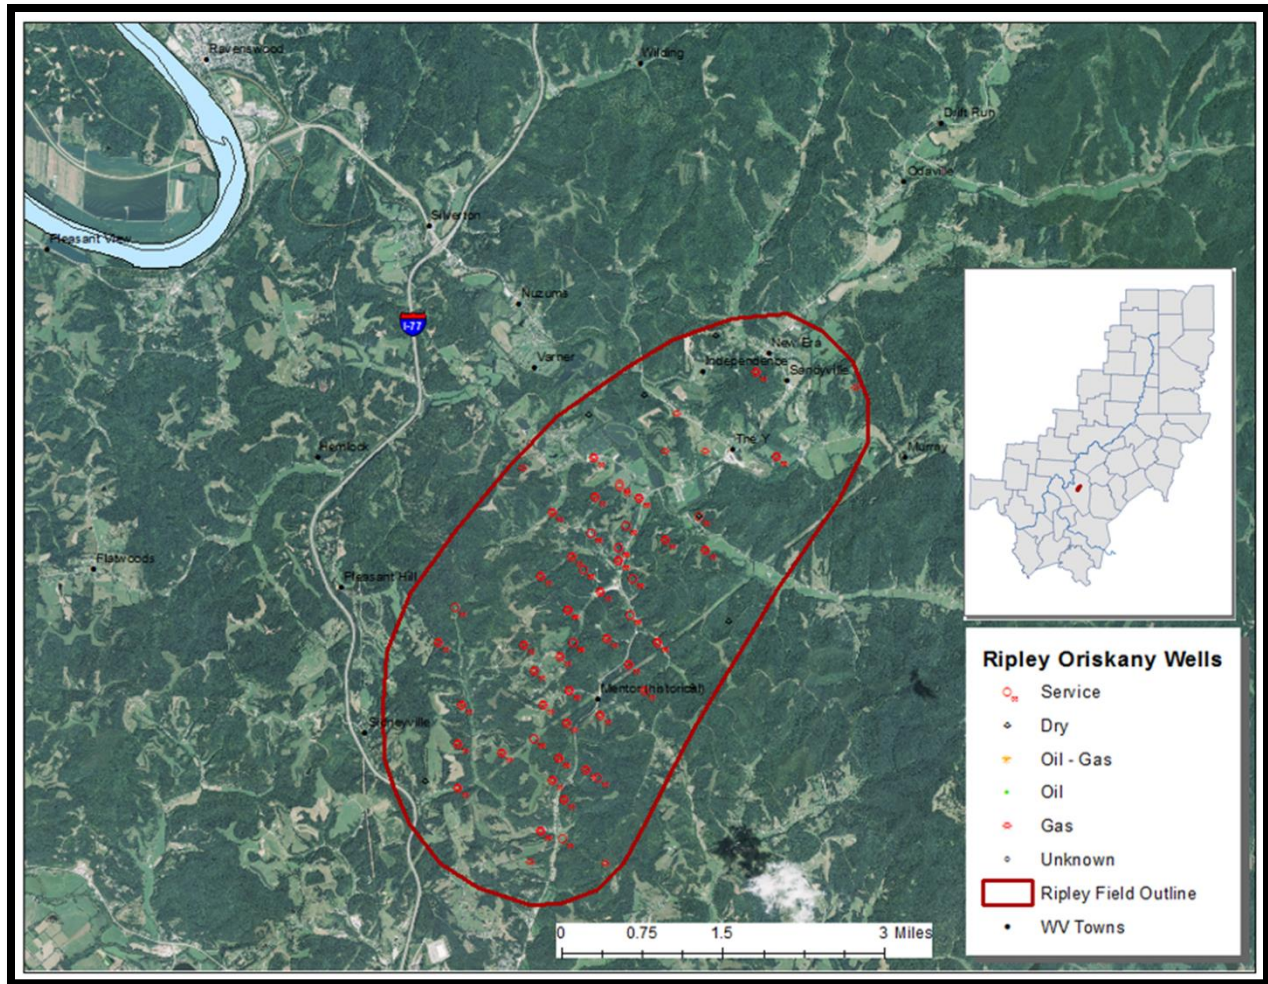 Ravenswood
Wilding
Drift Run
Odaville
Silverton
Pleasant View
Nuzums
I-77
New Era
Varner
Independence
Sandyville
The Y
Hemlock
Murray
Flatwoods
Pleasant Hill
Mentor (historical)
Sidneyville
Ripley Oriskany Wells
Service
Dry
Oil - Gas
Oil
Gas
Unknown
Ripley Field Outline
WV Towns
0 0.75 1.5 3 Miles